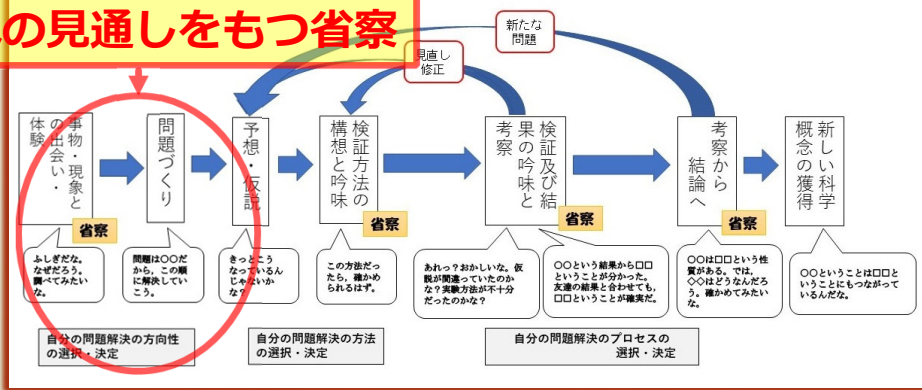 の見通しをもつ省察
新たな
問題
見直し
修正
事物・現象と
の出会い・
体験
問題づくり
予想・仮説
検証方法の
構想と吟味
検証及び結
果の吟味と
考察
考察から
結論へ
新しい科学
概念の獲得
省察
省察
省察
省察
ふしぎだな。
なぜだろう。
調べてみたい
な。
問題は○○だ
から、この順
に解決してい
こう。
きっとこう
なっているん
じゃないか
な？
この方法だっ
たら，確かめ
られるはず。
あれっ？おかしいな。仮
説が間違っていたのか
な？実験方法が不十分
だったのかな？
○○という結果から□□
ということが分かった。
友達の結果と合わせても，
□□ということが確実だ。
○○は□□という性
質がある。では，
◇◇はどうなんだろ
う。確かめてみたい
な。
○○ということは□□と
いうことにもつながって
いるんだな。
自分の問題解決の方向性
の選択・決定
自分の問題解決の方法
の選択・決定
自分の問題解決のプロセスの
選択・決定